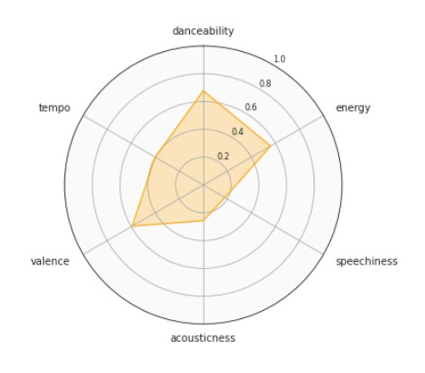 danceability
1.0
0.8
tempo
0.6
energy
0.4
0.2
valence
speechiness
acousticness